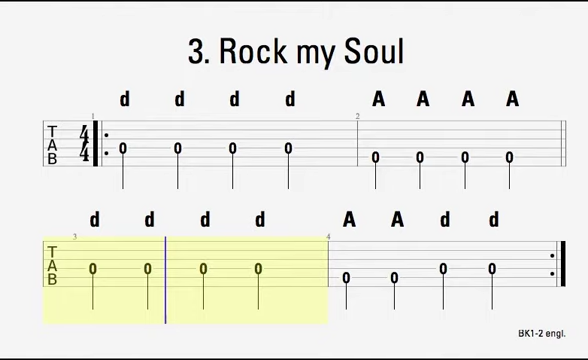 3. Rock my Soul
d d d d A A A A
1 2
T A B 4/4 0 0 0 0 0 0 0 0
d d d d A A d d
3 4
T A B 0 0 0 0 0 0 0 0
BK1-2 engl.